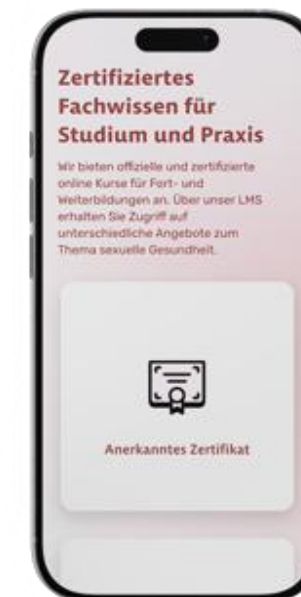 Zertifiziertes
Fachwissen für
Studium und Praxis
Wir bieten offizielle und zertifizierte
online Kurse für Fort- und
Weiterbildungen an. Über unser LMS
erhalten Sie Zugriff auf
unterschiedliche Angebote zum
Thema sexuelle Gesundheit.
Anerkanntes Zertifikat